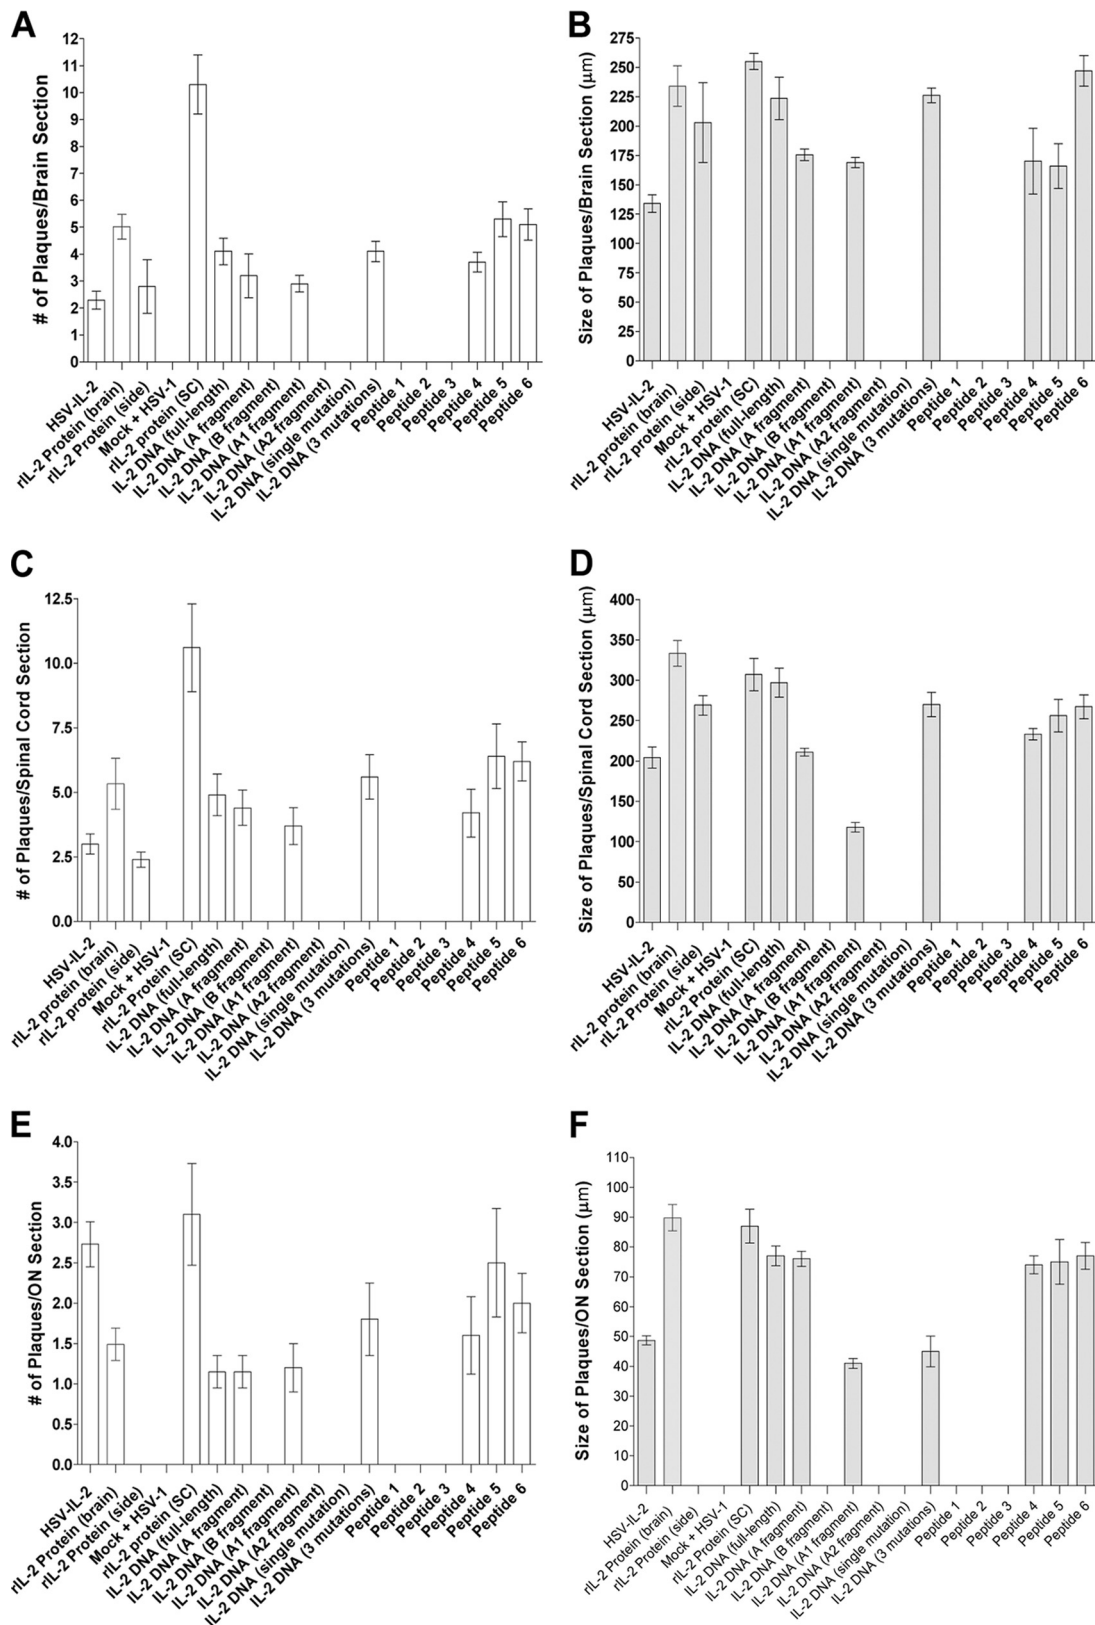 A
# of Plaques/Brain Section
12
11
10
9
8
7
6
5
4
3
2
1
0
HSV-IL-2
rIL-2 Protein (brain)
rIL-2 Protein (side)
Mock + HSV-1
rIL-2 protein (SC)
IL-2 DNA (full-length)
IL-2 DNA (A fragment)
IL-2 DNA (B fragment)
IL-2 DNA (A1 fragment)
IL-2 DNA (A2 fragment)
IL-2 DNA (single mutation)
IL-2 DNA (3 mutations)
Peptide 1
Peptide 2
Peptide 3
Peptide 4
Peptide 5
Peptide 6
B
Size of Plaques/Brain Section (μm)
275
250
225
200
175
150
125
100
75
50
25
0
HSV-IL-2
rIL-2 protein (brain)
rIL-2 protein (side)
Mock + HSV-1
rIL-2 protein (SC)
IL-2 DNA (full-length)
IL-2 DNA (A fragment)
IL-2 DNA (B fragment)
IL-2 DNA (A1 fragment)
IL-2 DNA (A2 fragment)
IL-2 DNA (single mutation)
IL-2 DNA (3 mutations)
Peptide 1
Peptide 2
Peptide 3
Peptide 4
Peptide 5
Peptide 6
C
# of Plaques/Spinal Cord Section
12.5
10.0
7.5
5.0
2.5
0.0
HSV-IL-2
rIL-2 protein (brain)
rIL-2 protein (side)
Mock + HSV-1
rIL-2 Protein (SC)
IL-2 DNA (full-length)
IL-2 DNA (A fragment)
IL-2 DNA (B fragment)
IL-2 DNA (A1 fragment)
IL-2 DNA (A2 fragment)
IL-2 DNA (single mutation)
IL-2 DNA (3 mutations)
Peptide 1
Peptide 2
Peptide 3
Peptide 4
Peptide 5
Peptide 6
D
Size of Plaques/Spinal Cord Section (μm)
400
350
300
250
200
150
100
50
0
HSV-IL-2
rIL-2 protein (brain)
rIL-2 Protein (side)
Mock + HSV-1
rIL-2 Protein (SC)
IL-2 DNA (full-length)
IL-2 DNA (A fragment)
IL-2 DNA (B fragment)
IL-2 DNA (A1 fragment)
IL-2 DNA (A2 fragment)
IL-2 DNA (single mutation)
IL-2 DNA (3 mutations)
Peptide 1
Peptide 2
Peptide 3
Peptide 4
Peptide 5
Peptide 6
E
# of Plaques/ON Section
4.0
3.5
3.0
2.5
2.0
1.5
1.0
0.5
0.0
HSV-IL-2
rIL-2 Protein (brain)
rIL-2 Protein (side)
Mock + HSV-1
rIL-2 protein (SC)
IL-2 DNA (full-length)
IL-2 DNA (A fragment)
IL-2 DNA (B fragment)
IL-2 DNA (A1 fragment)
IL-2 DNA (A2 fragment)
IL-2 DNA (single mutation)
IL-2 DNA (3 mutations)
Peptide 1
Peptide 2
Peptide 3
Peptide 4
Peptide 5
Peptide 6
F
Size of Plaques/ON Section (μm)
110
100
90
80
70
60
50
40
30
20
10
0
HSV-IL-2
rIL-2 Protein (brain)
rIL-2 Protein (side)
Mock + HSV-1
rIL-2 Protein (SC)
IL-2 DNA (full-length)
IL-2 DNA (A fragment)
IL-2 DNA (B fragment)
IL-2 DNA (A1 fragment)
IL-2 DNA (A2 fragment)
IL-2 DNA (single mutation)
IL-2 DNA (3 mutations)
Peptide 1
Peptide 2
Peptide 3
Peptide 4
Peptide 5
Peptide 6